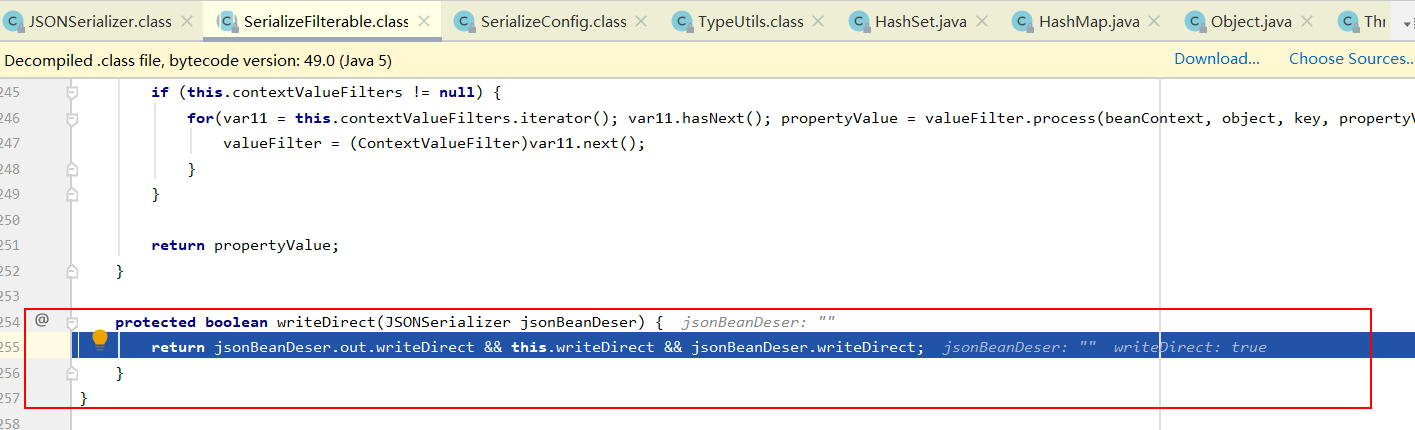 JSONSerializer.class SerializeFilterable.class SerializeConfig.class TypeUtils.class HashSet.java HashMap.java Object.java Thr
Decompiled .class file, bytecode version: 49.0 (Java 5) Download... Choose Sources...
245 if (this.contextValueFilters != null) {
246 for(var11 = this.contextValueFilters.iterator(); var11.hasNext(); propertyValue = valueFilter.process(beanContext, object, key, propertyV
247 valueFilter = (ContextValueFilter)var11.next();
248 }
249 }
250
251 return propertyValue;
252 }
253
254 @ protected boolean writeDirect(JSONSerializer jsonBeanDeser) { jsonBeanDeser: ""
255 return jsonBeanDeser.out.writeDirect && this.writeDirect && jsonBeanDeser.writeDirect; jsonBeanDeser: "" writeDirect: true
256 }
257 }
258